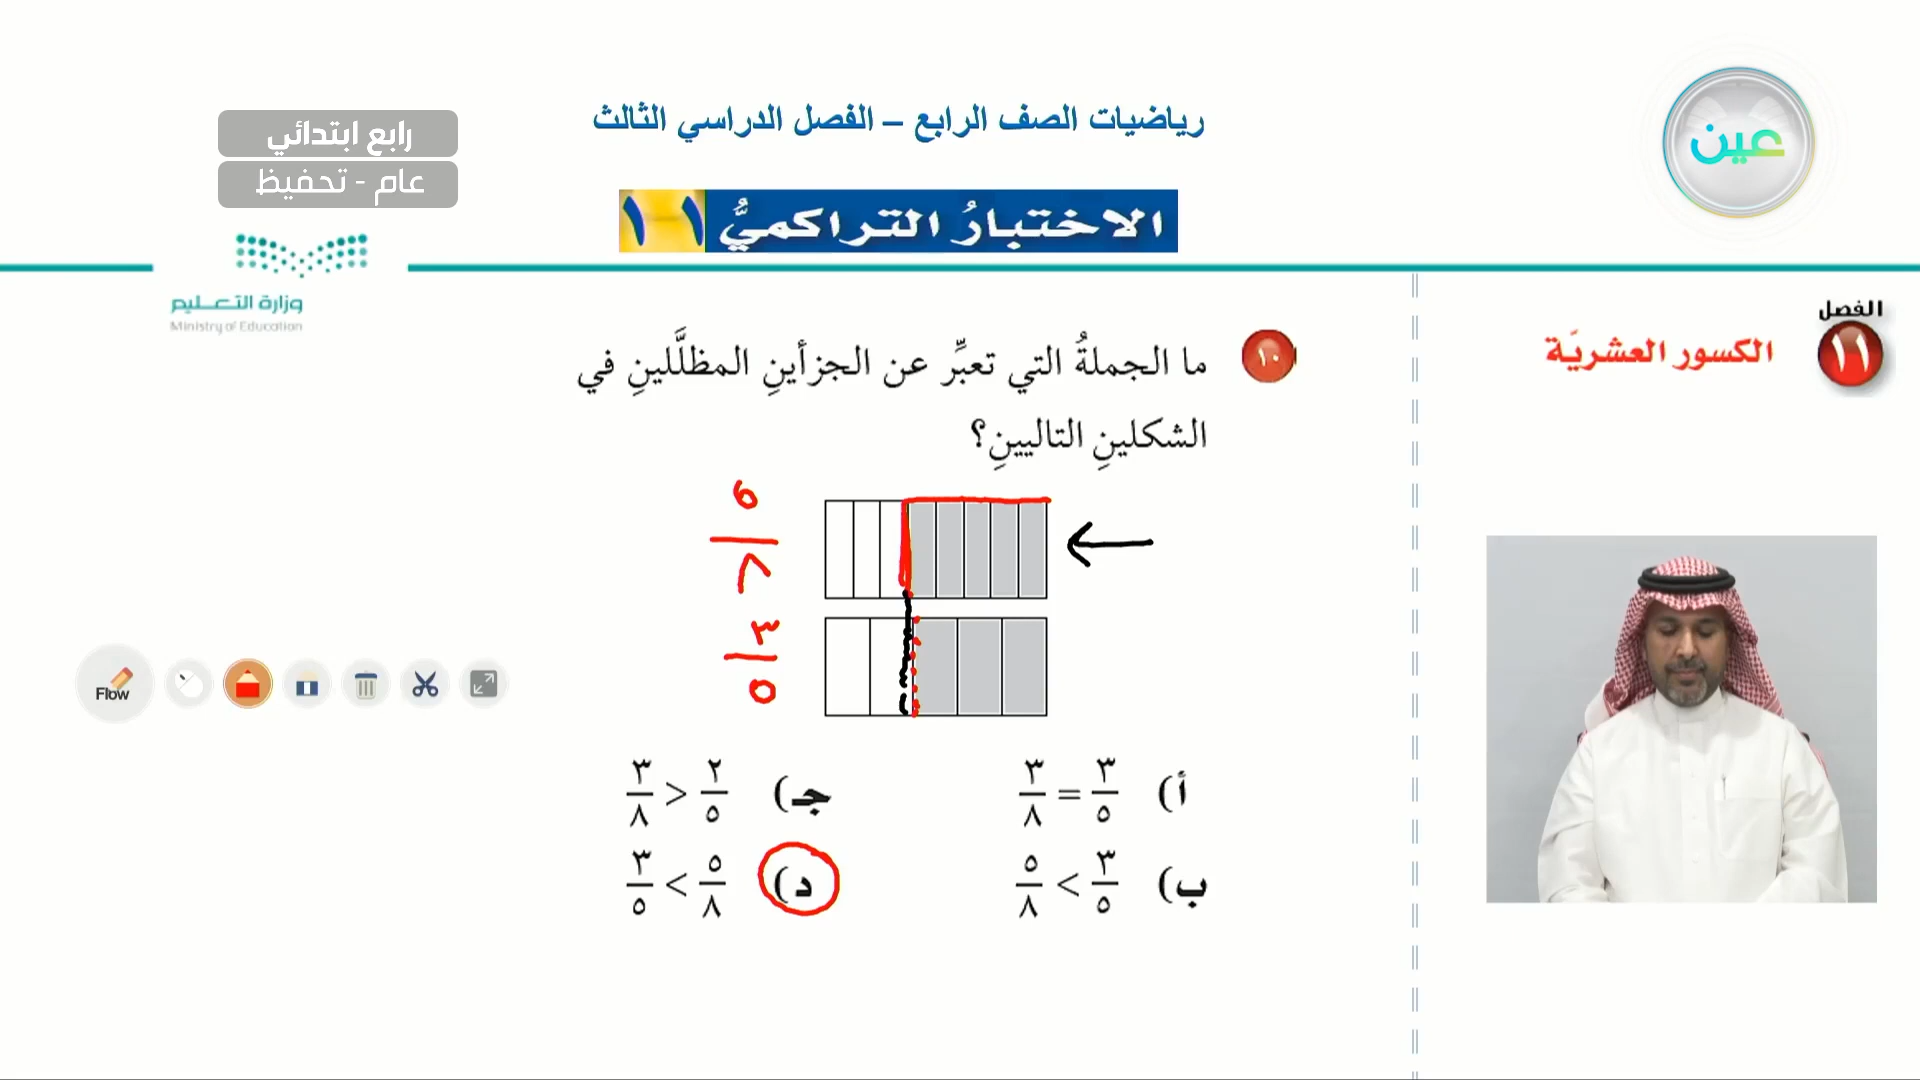 عين
رياضيات الصف الرابع – الفصل الدراسي الثالث
رابع ابتدائي
عام - تحفيظ
الاختبارُ التراكميُّ ١١
وزارة التعليم
Ministry of Education
الفصل
١١
الكسور العشريّة
١٠ ما الجملةُ التي تعبِّر عن الجزأينِ المظلَّلينِ في
الشكلينِ التاليينِ؟
٥/٨
٣/٥
Flow
أ) ٣/٥ = ٣/٨
جـ) ٢/٥ < ٣/٨
ب) ٣/٥ > ٥/٨
د) ٥/٨ > ٣/٥